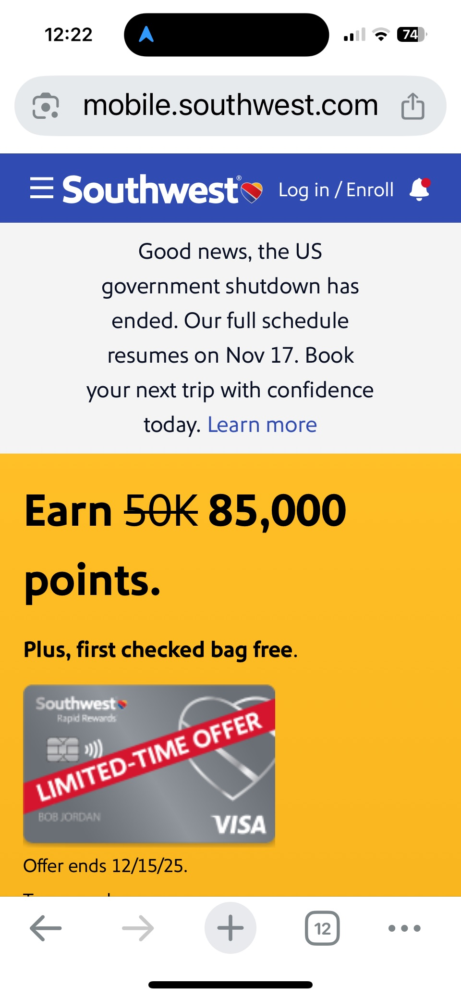 12:22
74
mobile.southwest.com
Southwest® Log in / Enroll
Good news, the US
government shutdown has
ended. Our full schedule
resumes on Nov 17. Book
your next trip with confidence
today. Learn more
Earn 50K 85,000
points.
Plus, first checked bag free.
Southwest
Rapid Rewards
LIMITED-TIME OFFER
BOB JORDAN
VISA
Offer ends 12/15/25.
12